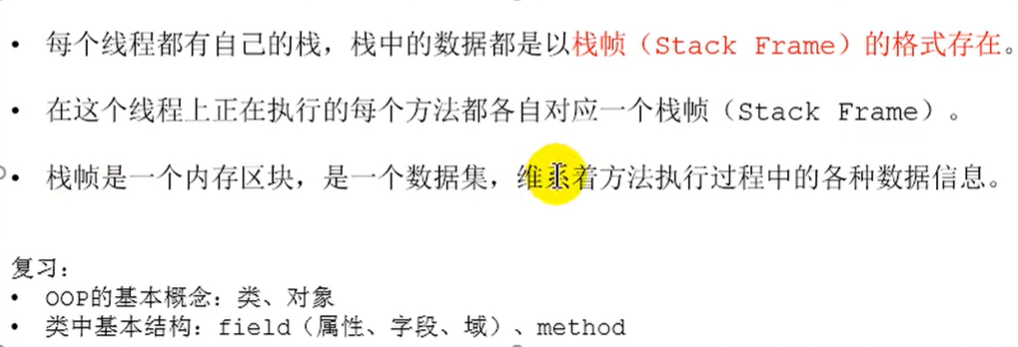 • 每个线程都有自己的栈，栈中的数据都是以栈帧（Stack Frame）的格式存在。
• 在这个线程上正在执行的每个方法都各自对应一个栈帧（Stack Frame）。
• 栈帧是一个内存区块，是一个数据集，维系着方法执行过程中的各种数据信息。
复习：
• OOP的基本概念：类、对象
• 类中基本结构：field（属性、字段、域）、method